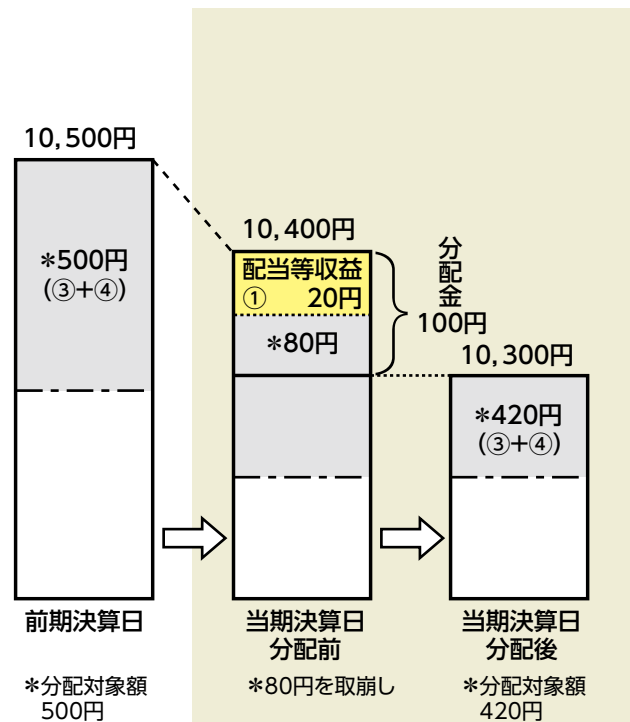 10,500円
*500円
(③+④)
前期決算日
*分配対象額
500円
10,400円
配当等収益
① 20円
*80円
分配金
100円
当期決算日
分配前
*80円を取崩し
10,300円
*420円
(③+④)
当期決算日
分配後
*分配対象額
420円